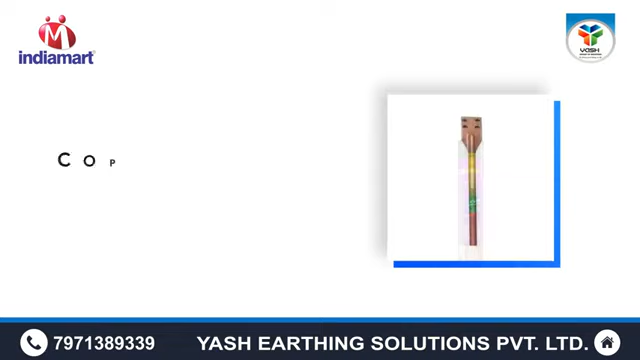 indiamart
YASH
C O P
7971389339
YASH EARTHING SOLUTIONS PVT. LTD.